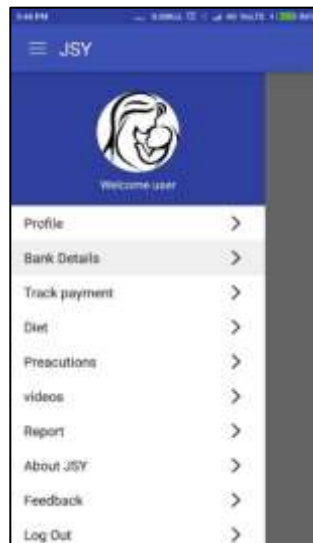 JSY
Welcome user
Profile
Bank Details
Track payment
Diet
Preacutions
videos
Report
About JSY
Feedback
Log Out